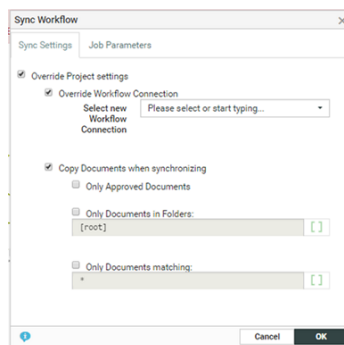 Sync Workflow
Sync Settings
Job Parameters
Override Project settings
Override Workflow Connection
Select new Workflow Connection
Please select or start typing...
Copy Documents when synchronizing
Only Approved Documents
Only Documents in Folders:
[root]
[ ]
Only Documents matching:
*
[ ]
Cancel
OK